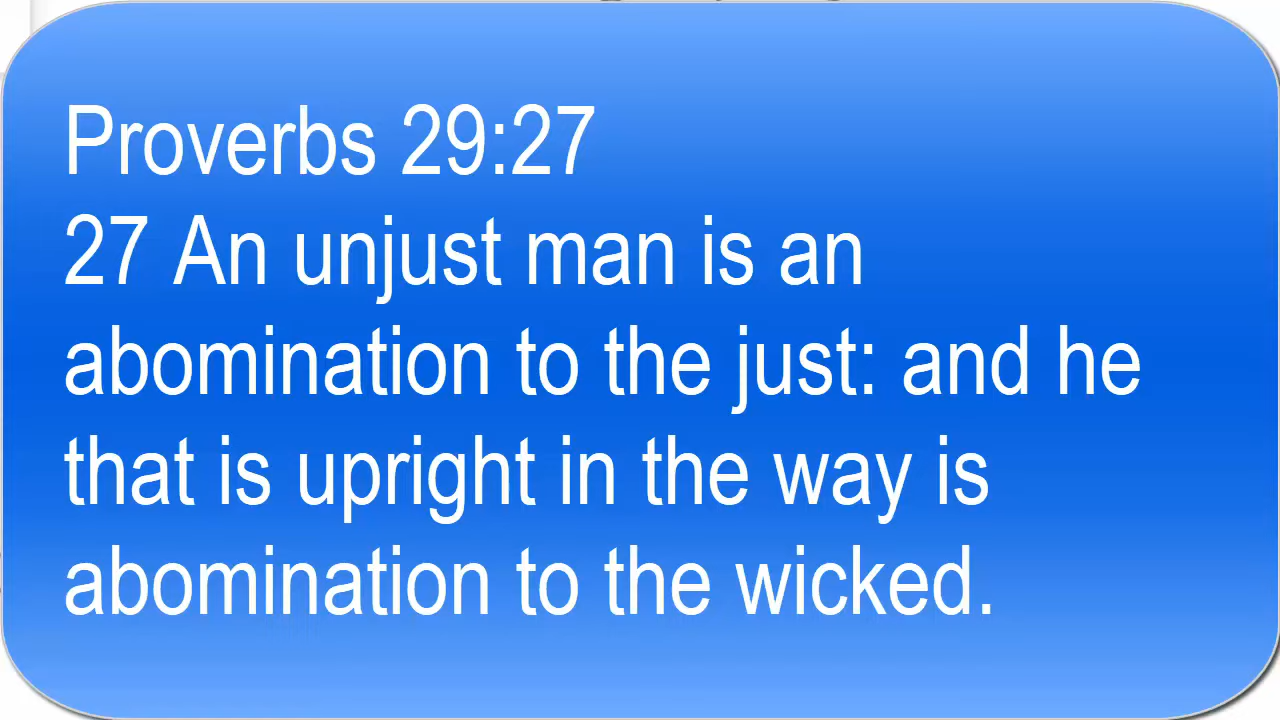 Proverbs 29:27
27 An unjust man is an
abomination to the just: and he
that is upright in the way is
abomination to the wicked.